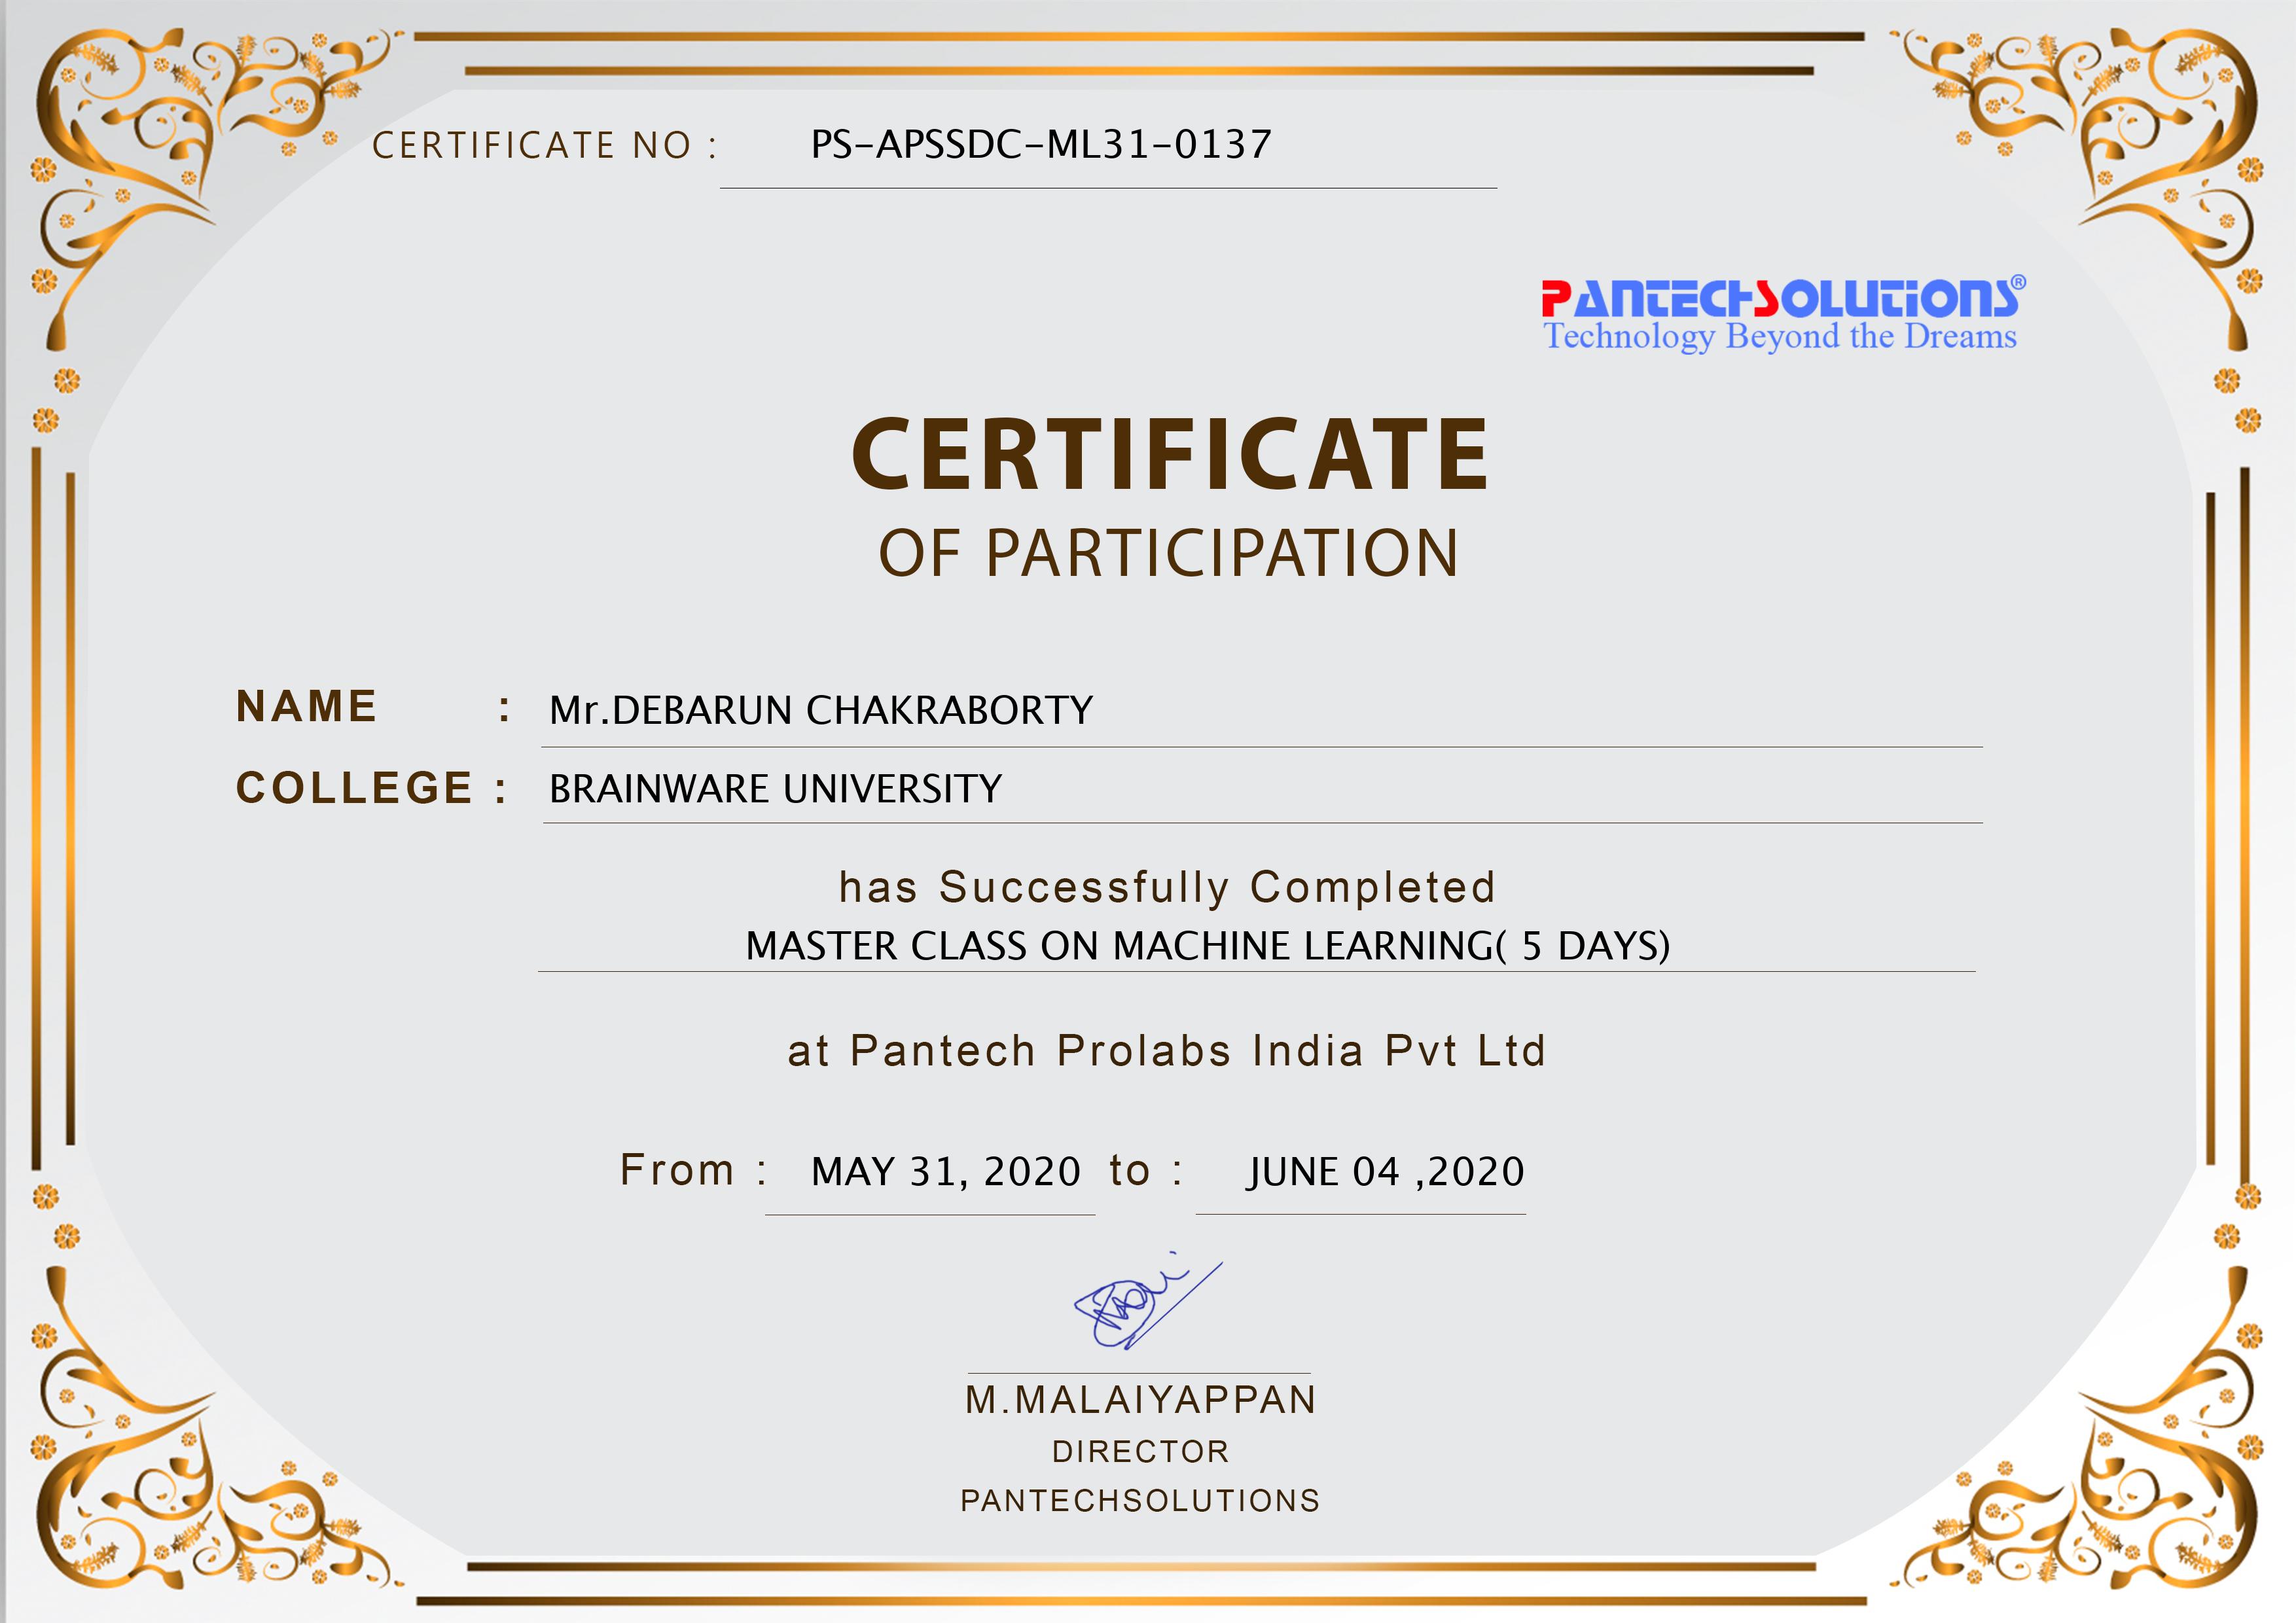 CERTIFICATE NO : PS-APSSDC-ML31-0137
PANTECHSOLUTIONS®
Technology Beyond the Dreams
CERTIFICATE
OF PARTICIPATION
NAME : Mr.DEBARUN CHAKRABORTY
COLLEGE : BRAINWARE UNIVERSITY
has Successfully Completed
MASTER CLASS ON MACHINE LEARNING( 5 DAYS)
at Pantech Prolabs India Pvt Ltd
From : MAY 31, 2020 to : JUNE 04 ,2020
M.MALAIYAPPAN
DIRECTOR
PANTECHSOLUTIONS